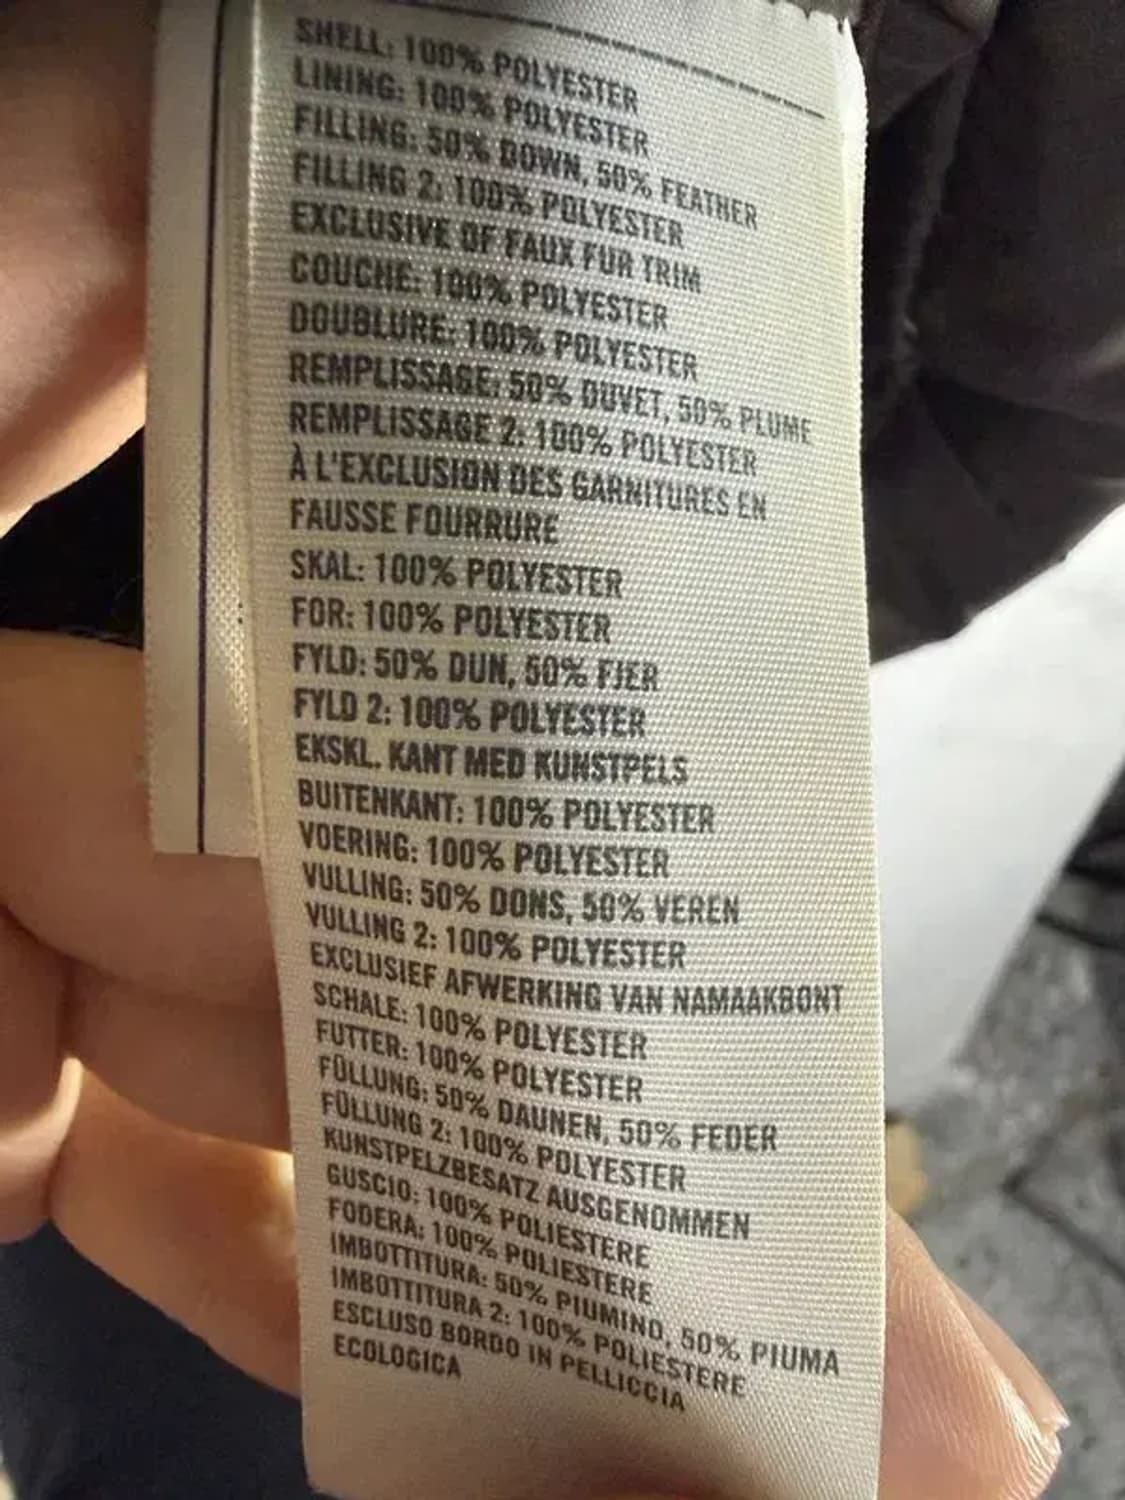 SHELL: 100% POLYESTER
LINING: 100% POLYESTER
FILLING: 50% DOWN, 50% FEATHER
FILLING 2: 100% POLYESTER
EXCLUSIVE OF FAUX FUR TRIM
COUCHE: 100% POLYESTER
DOUBLURE: 100% POLYESTER
REMPLISSAGE: 50% DUVET, 50% PLUME
REMPLISSAGE 2: 100% POLYESTER
À L'EXCLUSION DES GARNITURES EN
FAUSSE FOURRURE
SKAL: 100% POLYESTER
FOR: 100% POLYESTER
FYLD: 50% DUN, 50% FJER
FYLD 2: 100% POLYESTER
EKSKL. KANT MED KUNSTPELS
BUITENKANT: 100% POLYESTER
VOERING: 100% POLYESTER
VULLING: 50% DONS, 50% VEREN
VULLING 2: 100% POLYESTER
EXCLUSIEF AFWERKING VAN NAMAAKBONT
SCHALE: 100% POLYESTER
FUTTER: 100% POLYESTER
FÜLLUNG: 50% DAUNEN, 50% FEDER
FÜLLUNG 2: 100% POLYESTER
KUNSTPELZBESATZ AUSGENOMMEN
GUSCIO: 100% POLIESTERE
FODERA: 100% POLIESTERE
IMBOTTITURA: 50% PIUMINO, 50% PIUMA
IMBOTTITURA 2: 100% POLIESTERE
ESCLUSO BORDO IN PELLICCIA
ECOLOGICA